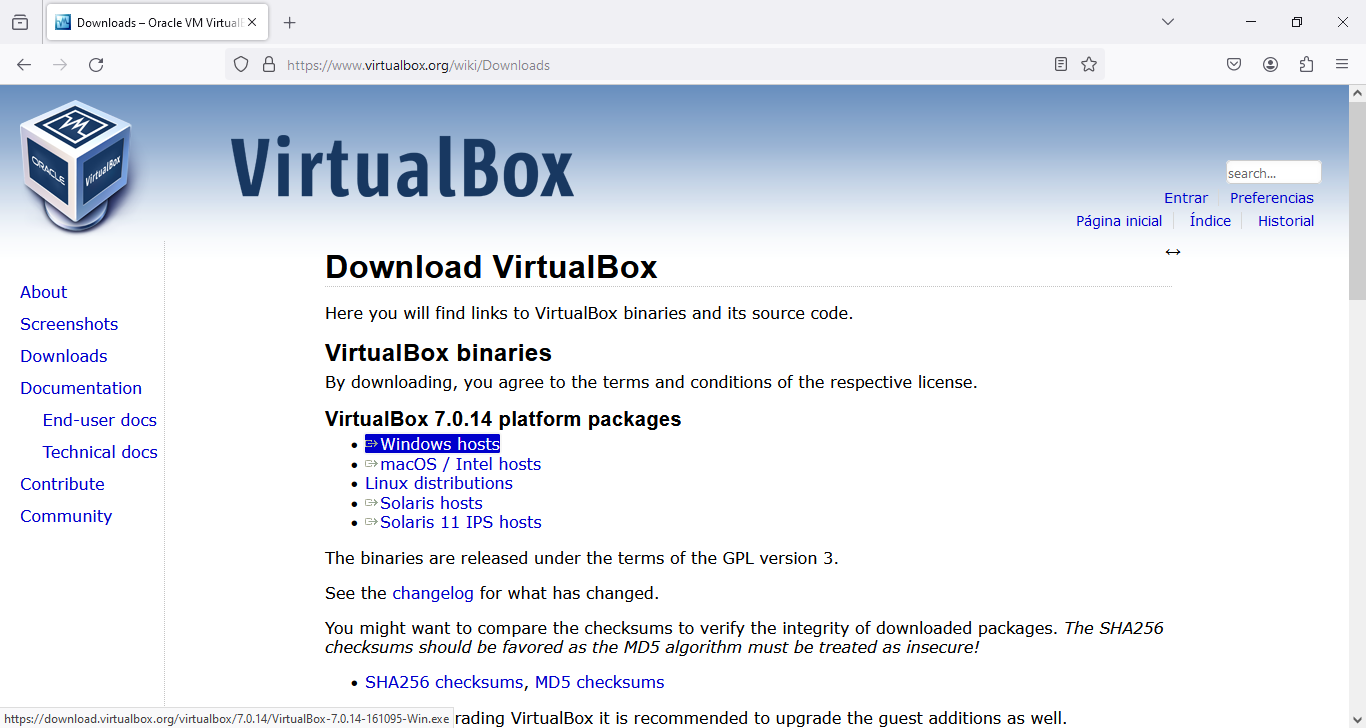 Downloads – Oracle VM Virtual
https://www.virtualbox.org/wiki/Downloads
ORACLE
VM
VirtualBox
VirtualBox
search...
Entrar Preferencias
Página inicial Índice Historial
About
Screenshots
Downloads
Documentation
End-user docs
Technical docs
Contribute
Community
Download VirtualBox
Here you will find links to VirtualBox binaries and its source code.
VirtualBox binaries
By downloading, you agree to the terms and conditions of the respective license.
VirtualBox 7.0.14 platform packages
Windows hosts
macOS / Intel hosts
Linux distributions
Solaris hosts
Solaris 11 IPS hosts
The binaries are released under the terms of the GPL version 3.
See the changelog for what has changed.
You might want to compare the checksums to verify the integrity of downloaded packages. The SHA256
checksums should be favored as the MD5 algorithm must be treated as insecure!
SHA256 checksums, MD5 checksums
rading VirtualBox it is recommended to upgrade the guest additions as well.
https://download.virtualbox.org/virtualbox/7.0.14/VirtualBox-7.0.14-161095-Win.exe